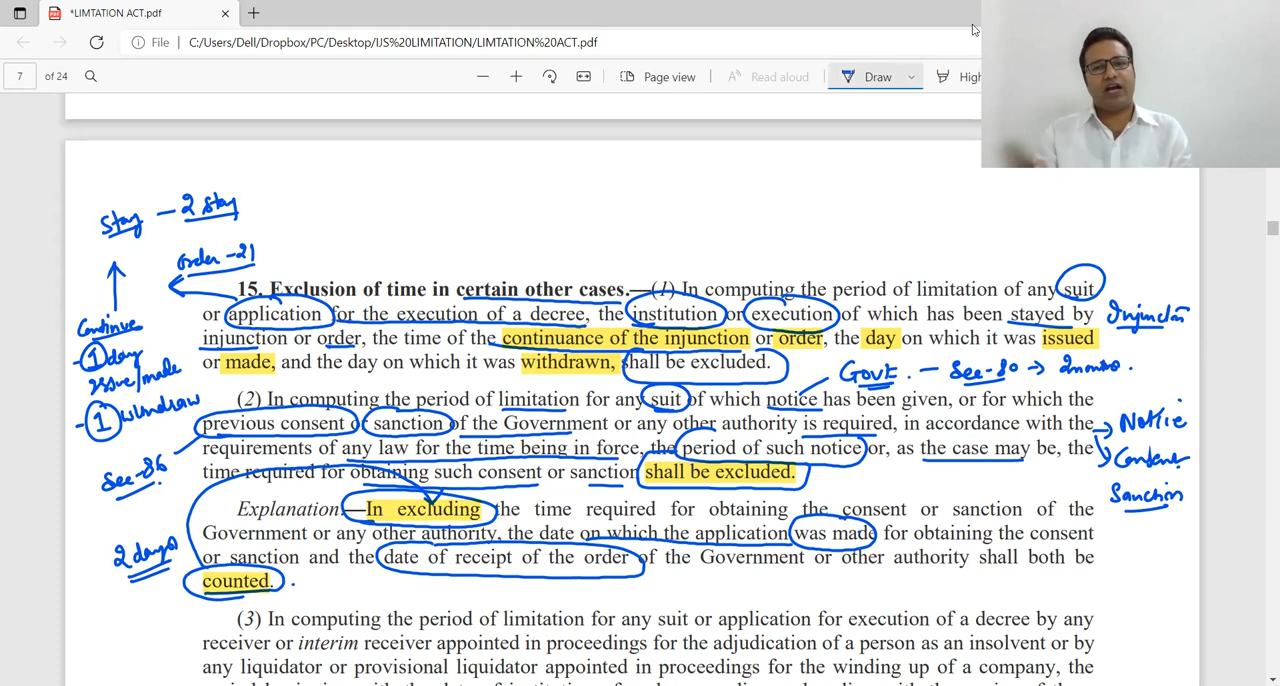 *LIMTATION ACT.pdf
File C:/Users/Dell/Dropbox/PC/Desktop/IJS%20LIMITATION/LIMTATION%20ACT.pdf
7 of 24 Page view Read aloud Draw High
Stay - 2 Stay
Order-21
15. Exclusion of time in certain other cases.—(1) In computing the period of limitation of any suit
or application for the execution of a decree, the institution or execution of which has been stayed by
injunction or order, the time of the continuance of the injunction or order, the day on which it was issued
or made, and the day on which it was withdrawn, shall be excluded.
Injunction
Continue
- 1 day
issue/made
- 1 windraw
Govt. - Sec-80 → 2 months.
(2) In computing the period of limitation for any suit of which notice has been given, or for which the
previous consent or sanction of the Government or any other authority is required, in accordance with the
requirements of any law for the time being in force, the period of such notice or, as the case may be, the
time required for obtaining such consent or sanction shall be excluded.
Notice
Consent
Sanction
Sec-86
Explanation.—In excluding the time required for obtaining the consent or sanction of the
Government or any other authority, the date on which the application was made for obtaining the consent
or sanction and the date of receipt of the order of the Government or other authority shall both be
counted.
2 days
(3) In computing the period of limitation for any suit or application for execution of a decree by any
receiver or interim receiver appointed in proceedings for the adjudication of a person as an insolvent or by
any liquidator or provisional liquidator appointed in proceedings for the winding up of a company, the